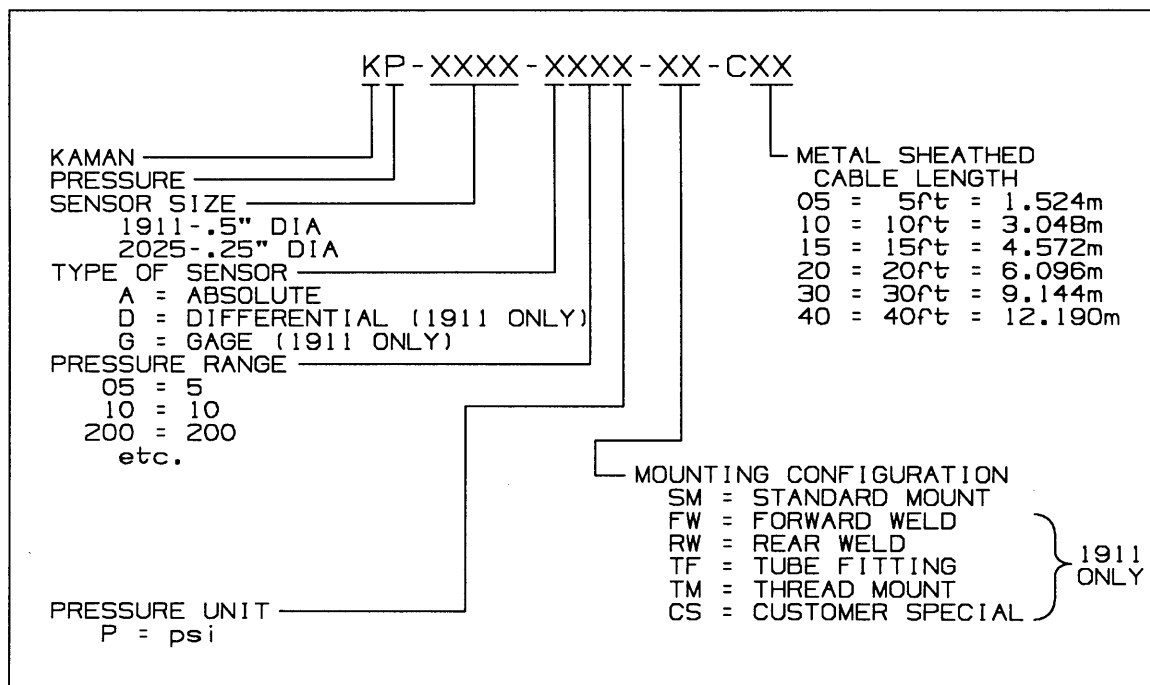 KP-XXXX-XXXX-XX-CXX
KAMAN
PRESSURE
SENSOR SIZE
1911-.5" DIA
2025-.25" DIA
TYPE OF SENSOR
A = ABSOLUTE
D = DIFFERENTIAL (1911 ONLY)
G = GAGE (1911 ONLY)
PRESSURE RANGE
05 = 5
10 = 10
200 = 200
etc.
PRESSURE UNIT
P = psi
METAL SHEATHED
CABLE LENGTH
05 = 5ft = 1.524m
10 = 10ft = 3.048m
15 = 15ft = 4.572m
20 = 20ft = 6.096m
30 = 30ft = 9.144m
40 = 40ft = 12.190m
MOUNTING CONFIGURATION
SM = STANDARD MOUNT
FW = FORWARD WELD
RW = REAR WELD
TF = TUBE FITTING
TM = THREAD MOUNT
CS = CUSTOMER SPECIAL
1911
ONLY